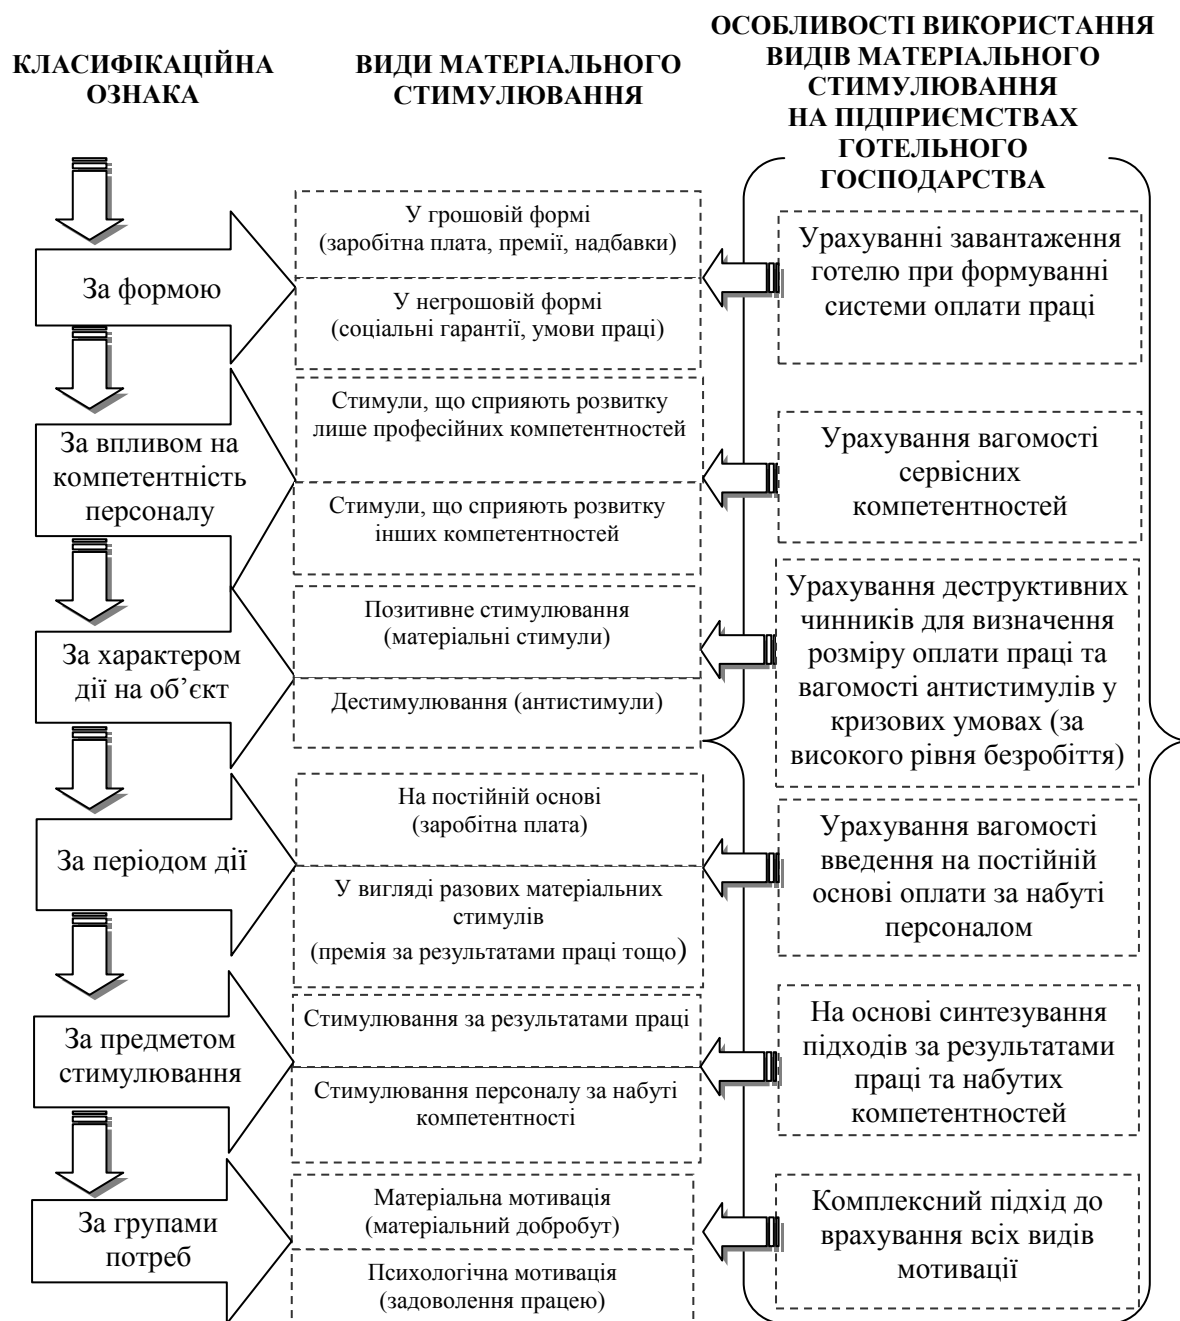 КЛАСИФІКАЦІЙНА
ОЗНАКА
ВИДИ МАТЕРІАЛЬНОГО
СТИМУЛЮВАННЯ
ОСОБЛИВОСТІ ВИКОРИСТАННЯ
ВИДІВ МАТЕРІАЛЬНОГО
СТИМУЛЮВАННЯ
НА ПІДПРИЄМСТВАХ
ГОТЕЛЬНОГО
ГОСПОДАРСТВА
За формою
У грошовій формі
(заробітна плата, премії, надбавки)
У негрошовій формі
(соціальні гарантії, умови праці)
Урахуванні завантаження
готелю при формуванні
системи оплати праці
За впливом на
компетентність
персоналу
Стимули, що сприяють розвитку
лише професійних компетентностей
Стимули, що сприяють розвитку
інших компетентностей
Урахування вагомості
сервісних
компетентностей
За характером
дії на об’єкт
Позитивне стимулювання
(матеріальні стимули)
Дестимулювання (антистимули)
Урахування деструктивних
чинників для визначення
розміру оплати праці та
вагомості антистимулів у
кризових умовах (за
високого рівня безробіття)
За періодом дії
На постійній основі
(заробітна плата)
У вигляді разових матеріальних
стимулів
(премія за результатами праці тощо)
Урахування вагомості
введення на постійній
основі оплати за набуті
персоналом
За предметом
стимулювання
Стимулювання за результатами праці
Стимулювання персоналу за набуті
компетентності
На основі синтезування
підходів за результатами
праці та набутих
компетентностей
За групами
потреб
Матеріальна мотивація
(матеріальний добробут)
Психологічна мотивація
(задоволення працею)
Комплексний підхід до
врахування всіх видів
мотивації